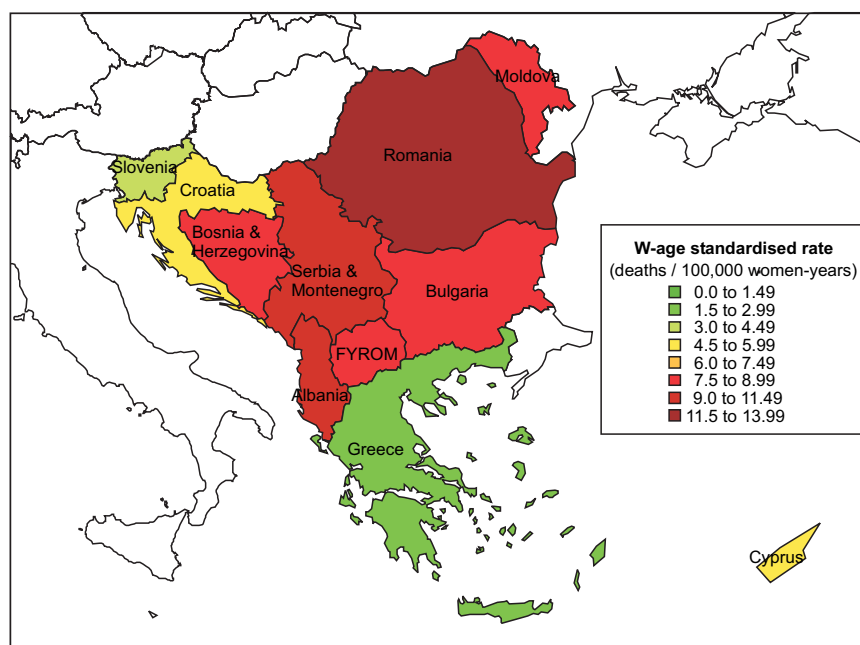 Moldova
Romania
Slovenia
Croatia
Bosnia &
Herzegovina
Serbia &
Montenegro
Bulgaria
FYROM
Albania
Greece
Cyprus
W-age standardised rate
(deaths / 100,000 women-years)
0.0 to 1.49
1.5 to 2.99
3.0 to 4.49
4.5 to 5.99
6.0 to 7.49
7.5 to 8.99
9.0 to 11.49
11.5 to 13.99